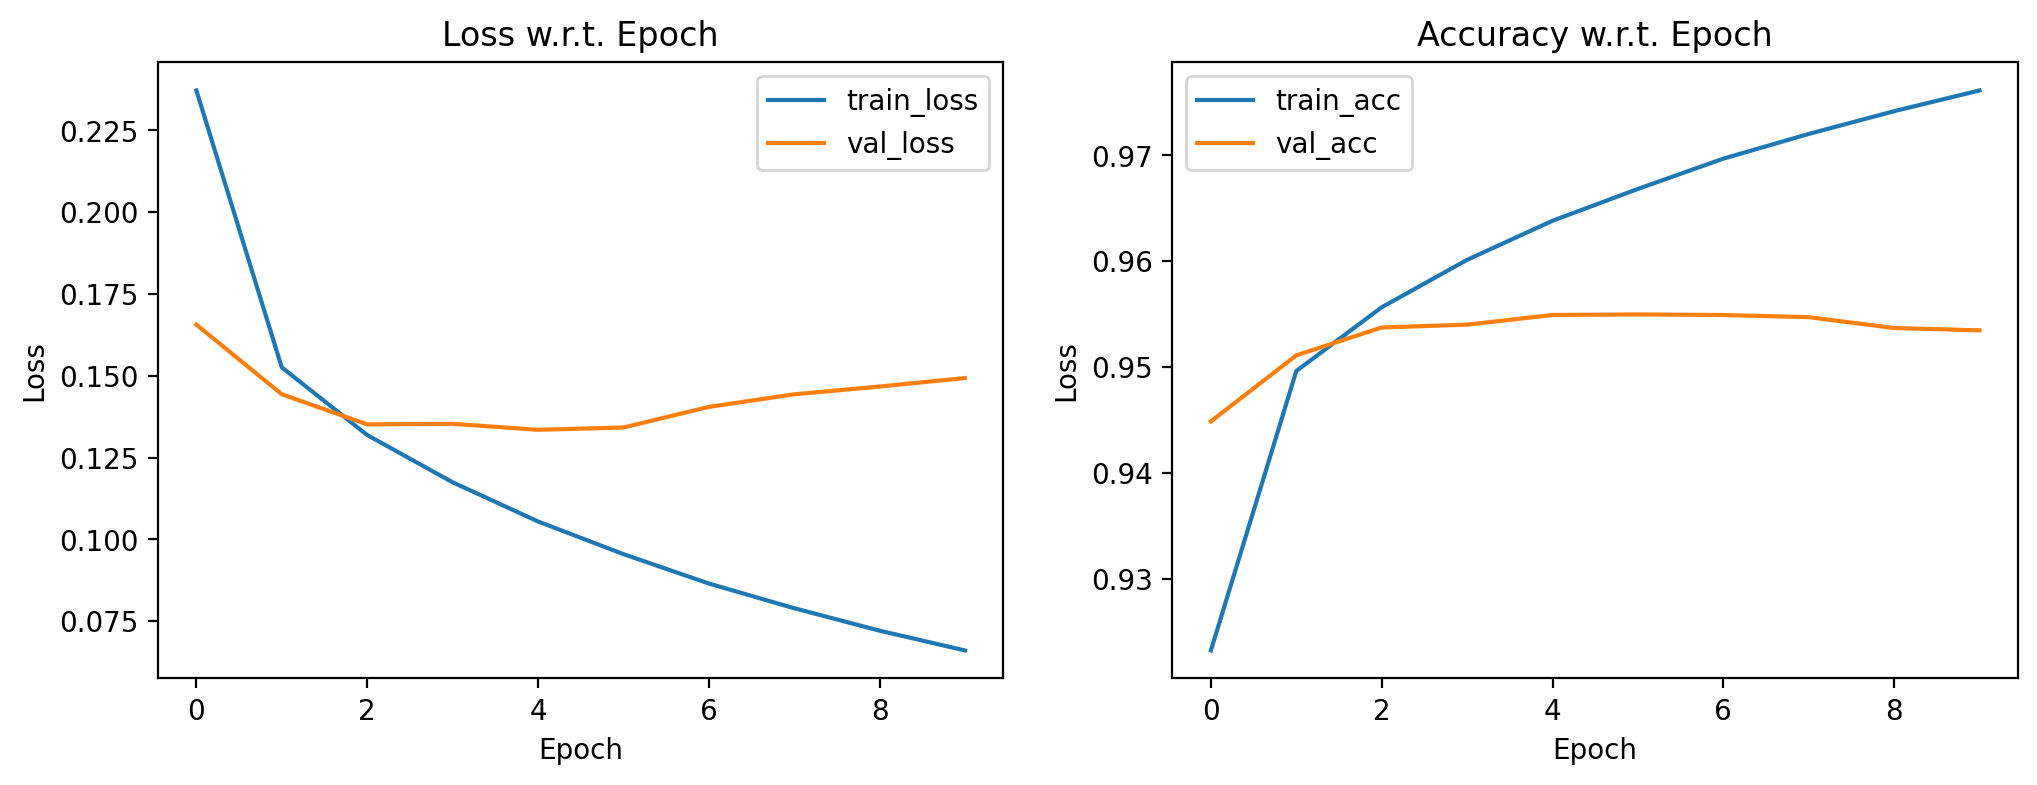 Loss w.r.t. Epoch
train_loss
val_loss
0.225
0.200
0.175
0.150
0.125
0.100
0.075
Loss
0 2 4 6 8
Epoch
Accuracy w.r.t. Epoch
train_acc
val_acc
0.97
0.96
0.95
0.94
0.93
Loss
0 2 4 6 8
Epoch